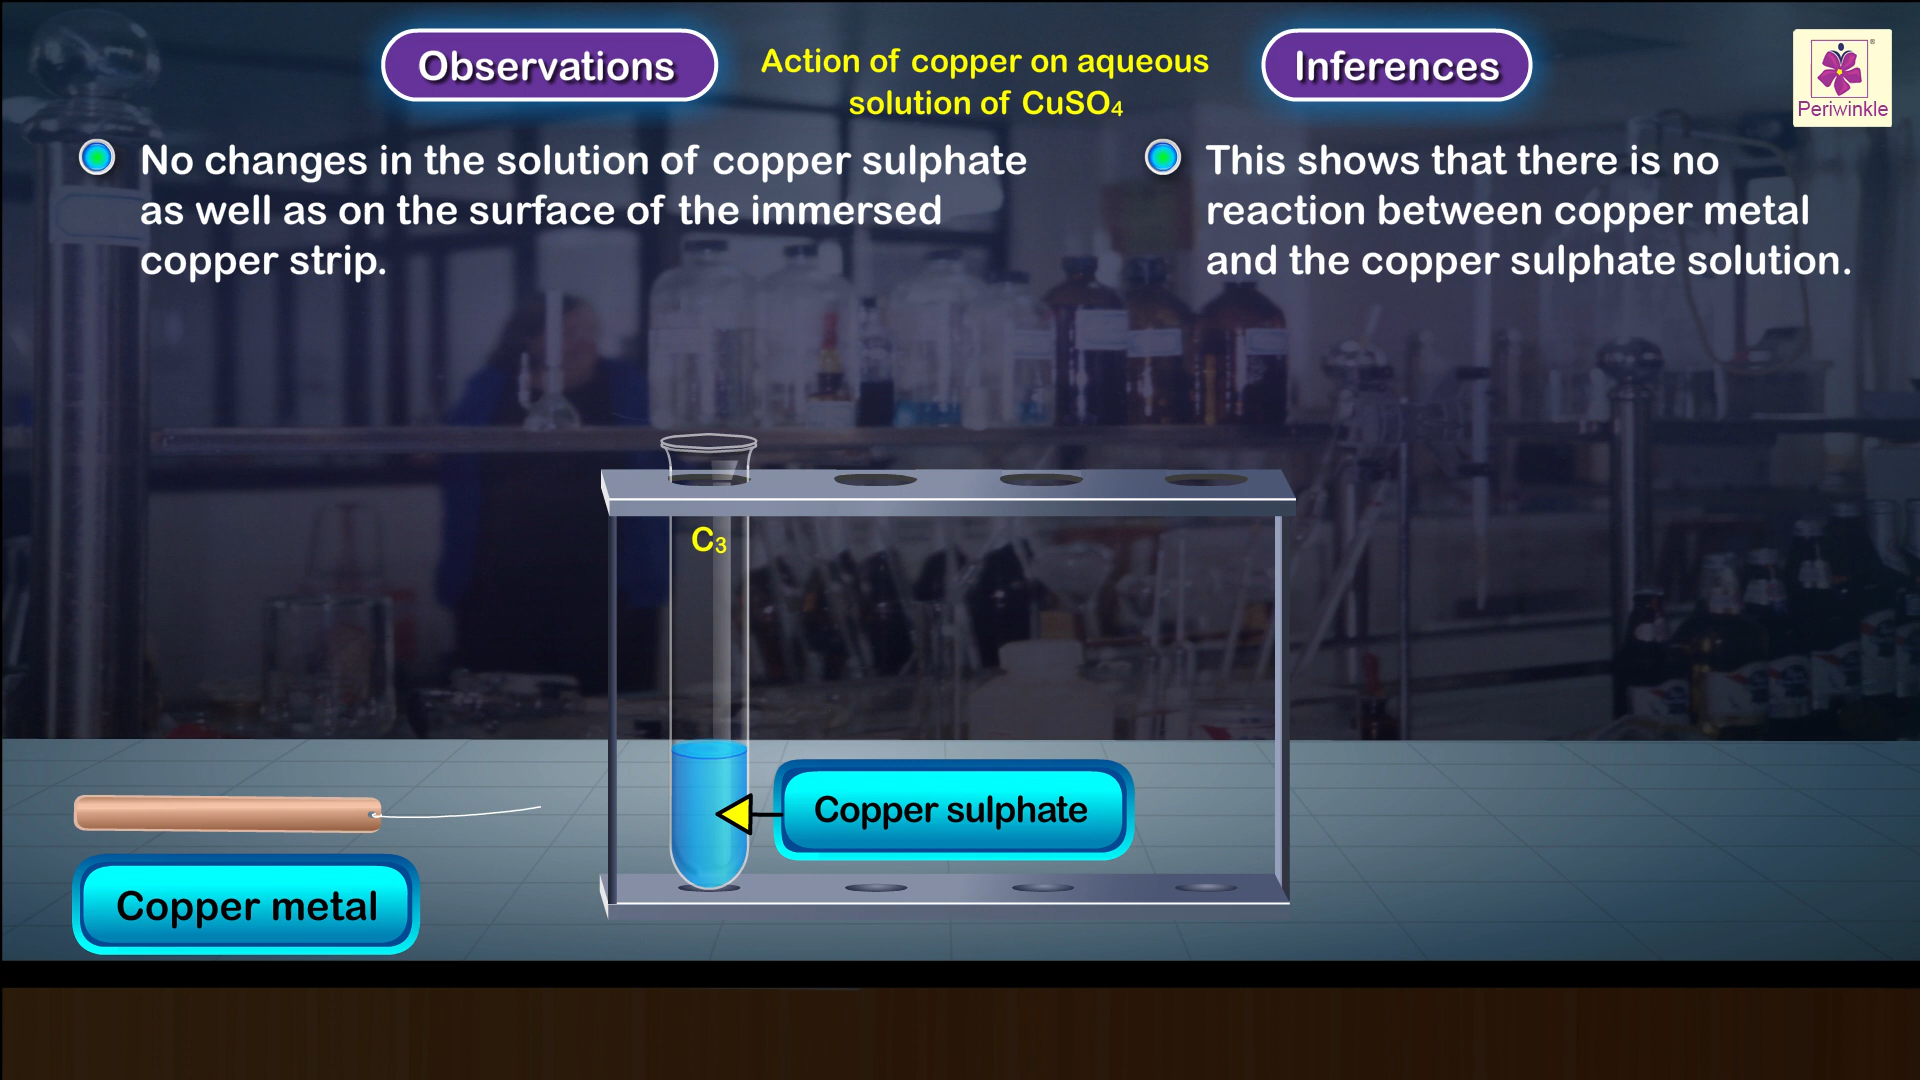 Observations
Action of copper on aqueous
solution of CuSO₄
Inferences
Periwinkle
No changes in the solution of copper sulphate
as well as on the surface of the immersed
copper strip.
This shows that there is no
reaction between copper metal
and the copper sulphate solution.
C₃
Copper sulphate
Copper metal